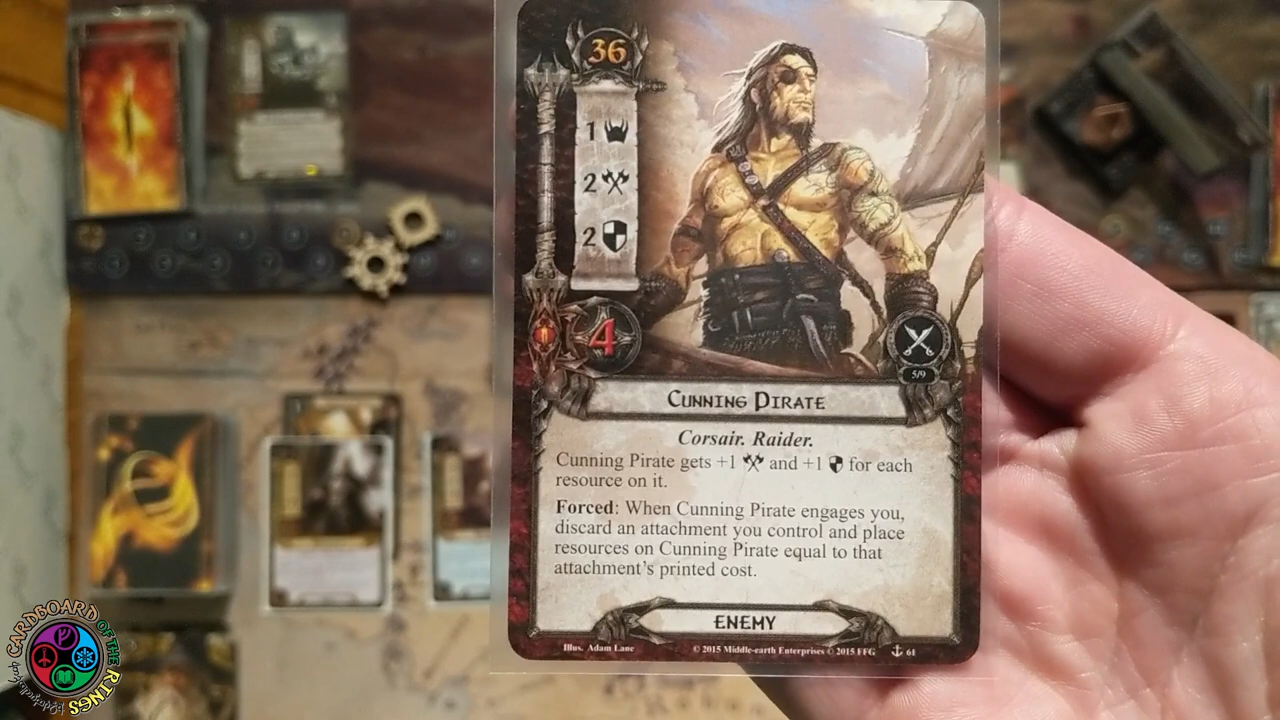 36
1
2
2
4
5/9
CUNNING PIRATE
Corsair. Raider.
Cunning Pirate gets +1 and +1 for each
resource on it.
Forced: When Cunning Pirate engages you,
discard an attachment you control and place
resources on Cunning Pirate equal to that
attachment's printed cost.
ENEMY
Illus. Adam Lane © 2015 Middle-earth Enterprises © 2015 FFG 61
CARDBOARD OF THE RINGS